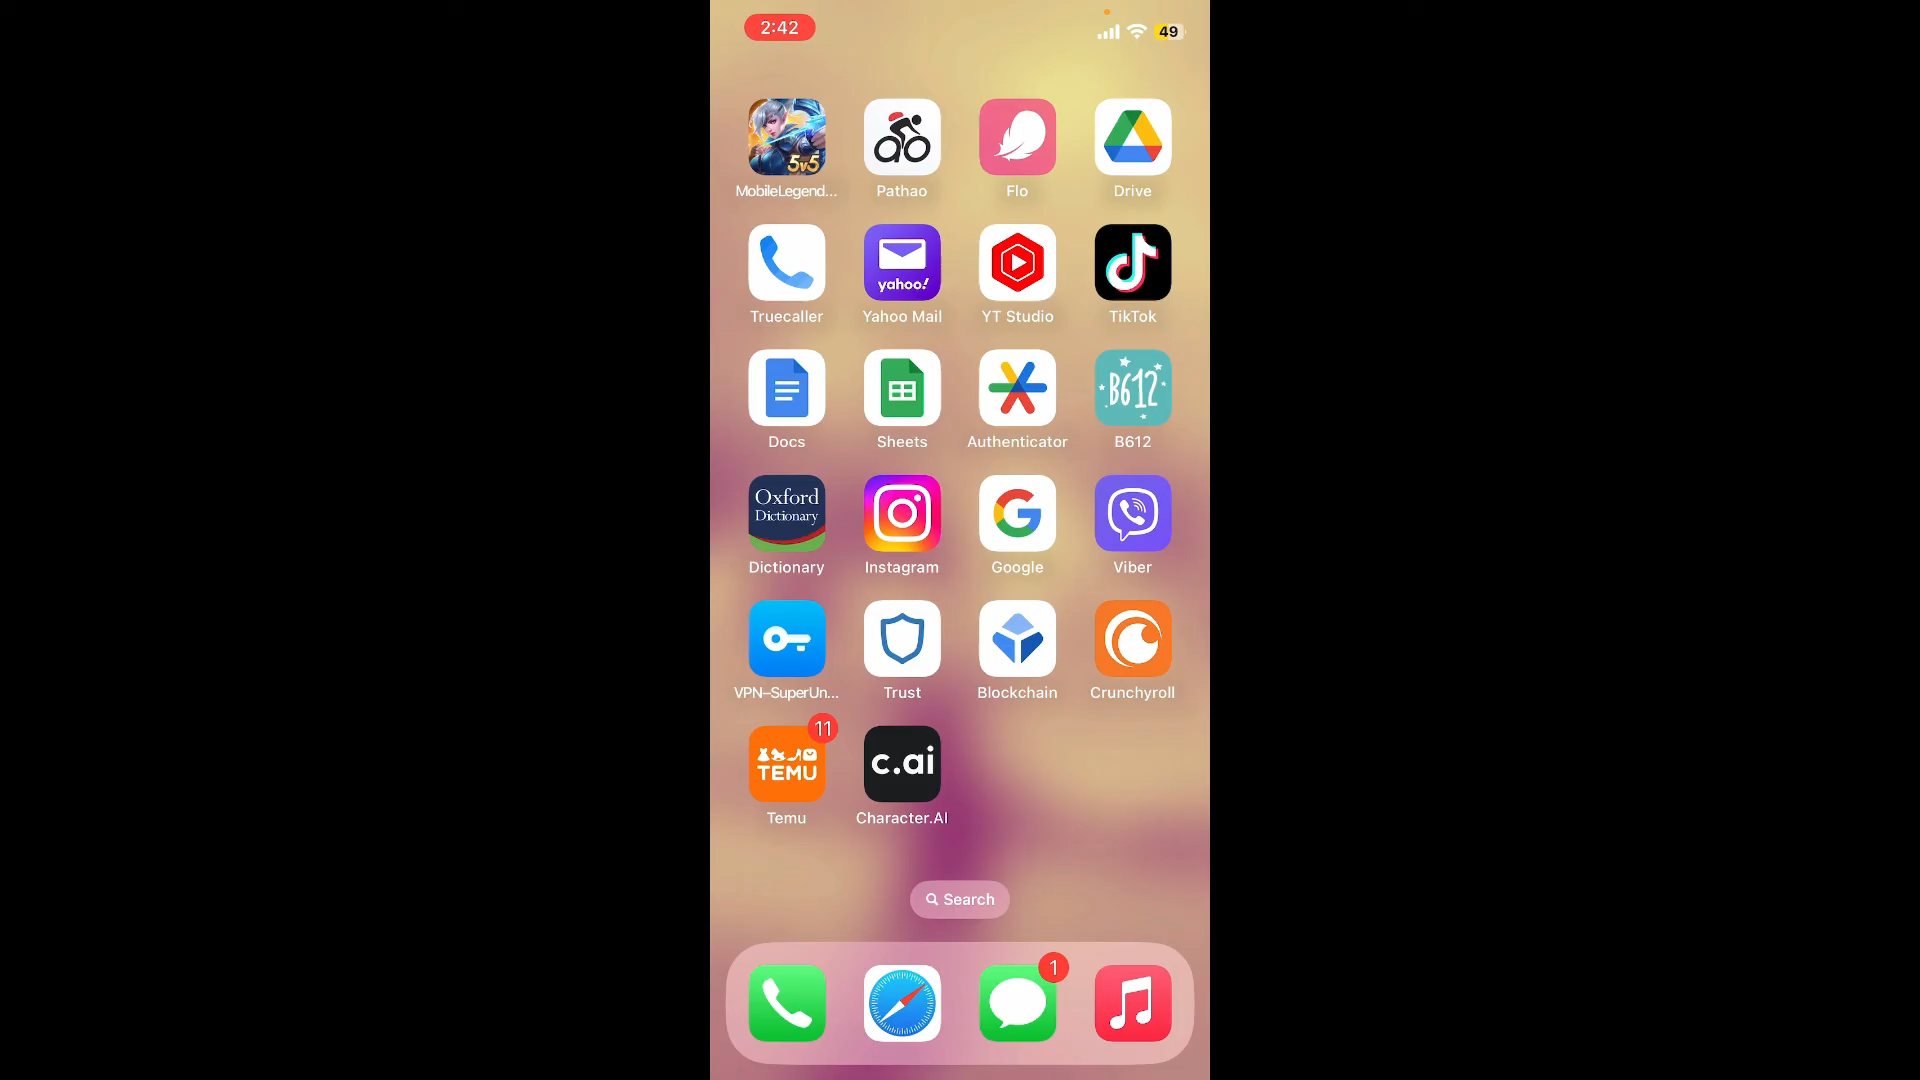 2:42
49
5v5
MobileLegend... Pathao Flo Drive
yahoo!
Truecaller Yahoo Mail YT Studio TikTok
B612
Docs Sheets Authenticator B612
Oxford
Dictionary
Dictionary Instagram Google Viber
VPN–SuperUn... Trust Blockchain Crunchyroll
11
TEMU c.ai
Temu Character.AI
Search
1